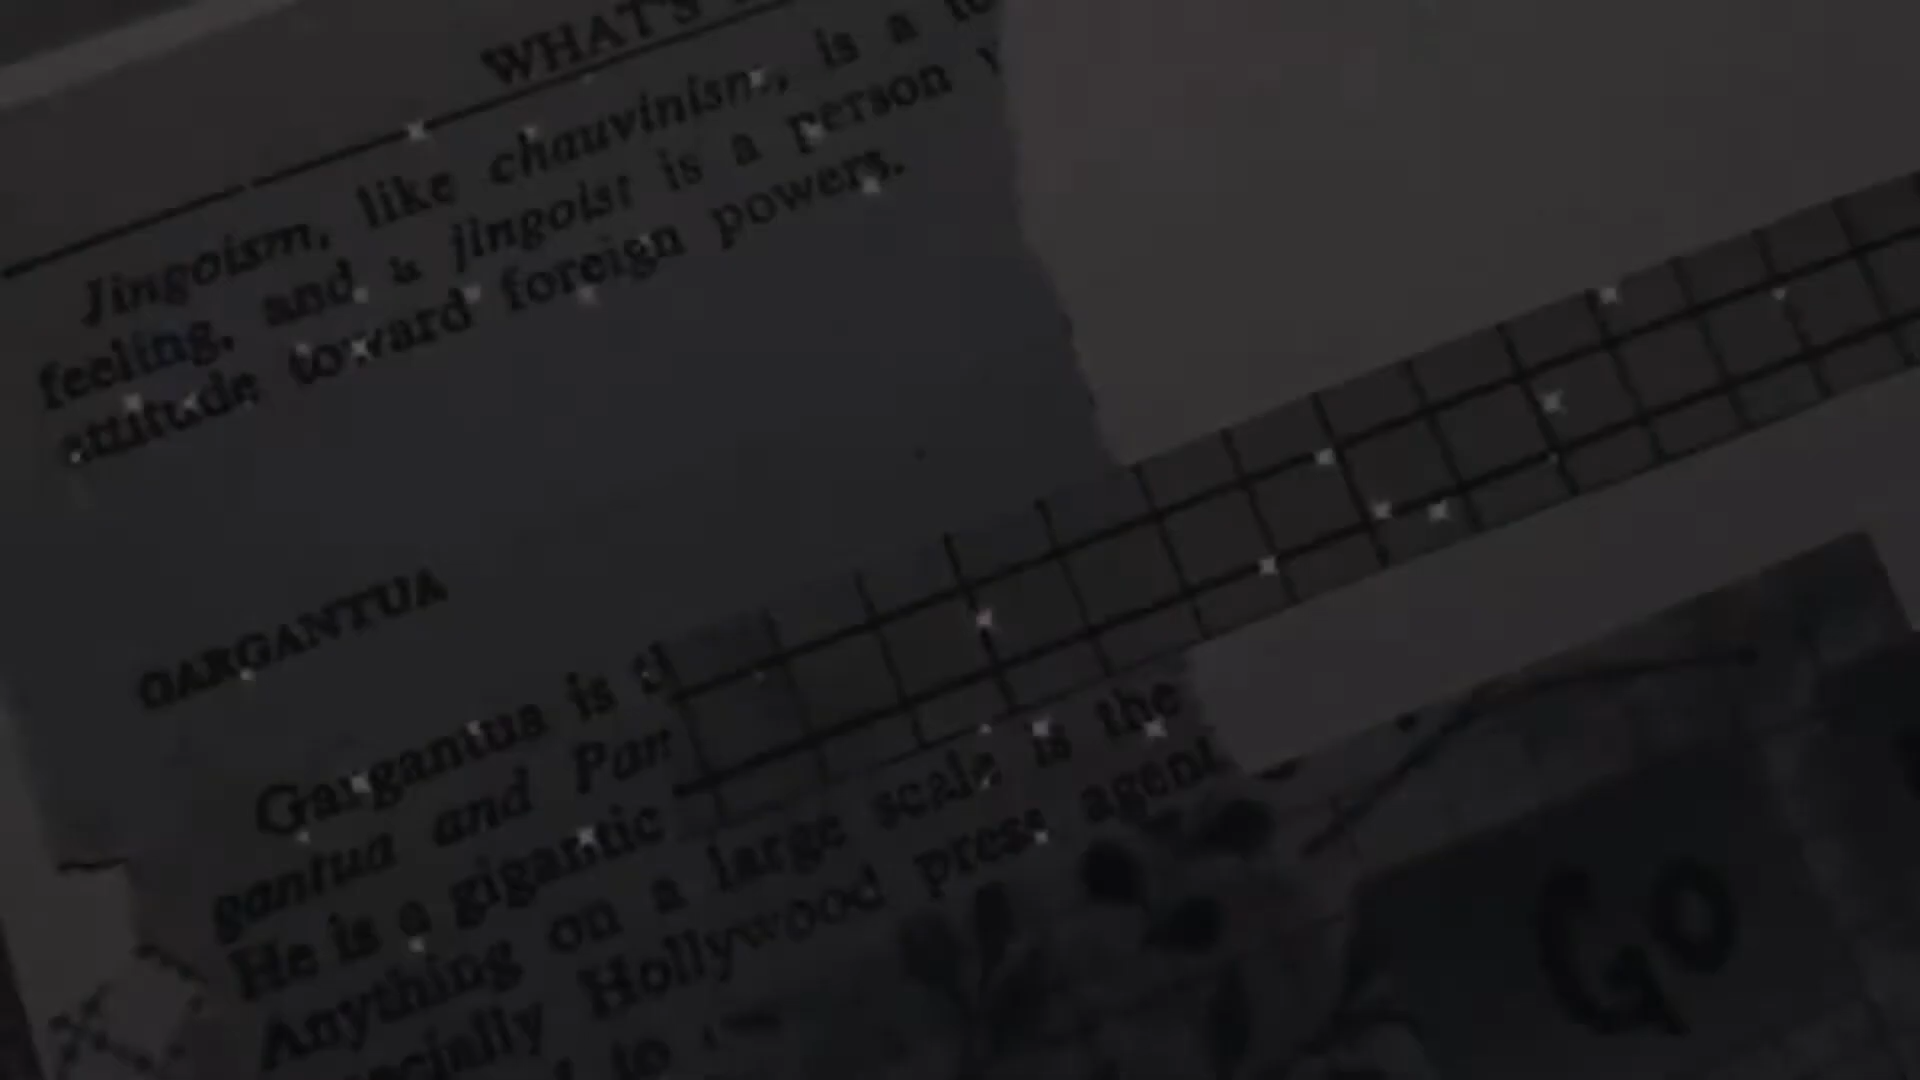 WHAT'S
Jingoism, like chauvinism, is a
feeling, and a jingoist is a person
attitude toward foreign powers.
GARGANTUA
Gargantua is
gantua and
He is a gigantic
Anything on a large scale is the
Hollywood press agent
to
Go